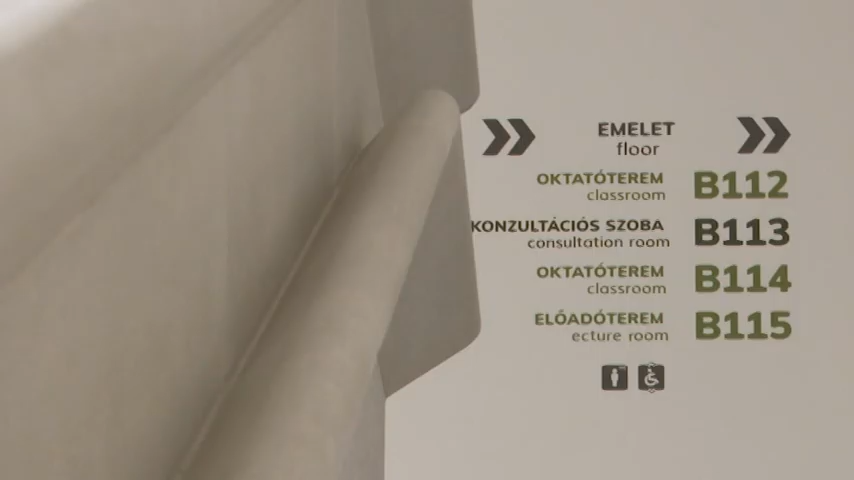 EMELET
floor
OKTATÓTEREM B112
classroom
KONZULTÁCIÓS SZOBA B113
consultation room
OKTATÓTEREM B114
classroom
ELŐADÓTEREM B115
ecture room